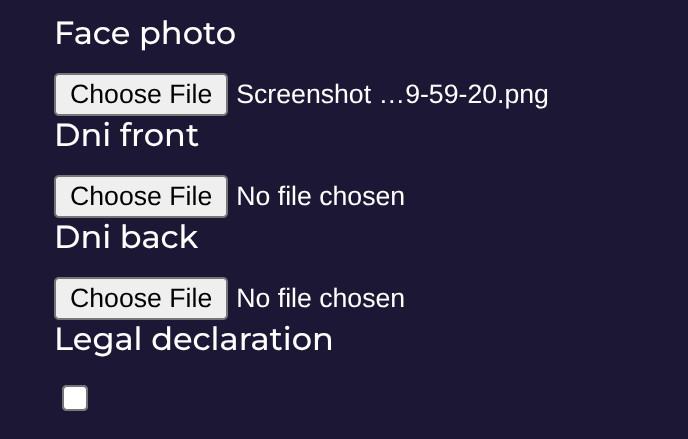 Face photo
Choose File Screenshot …9-59-20.png
Dni front
Choose File No file chosen
Dni back
Choose File No file chosen
Legal declaration